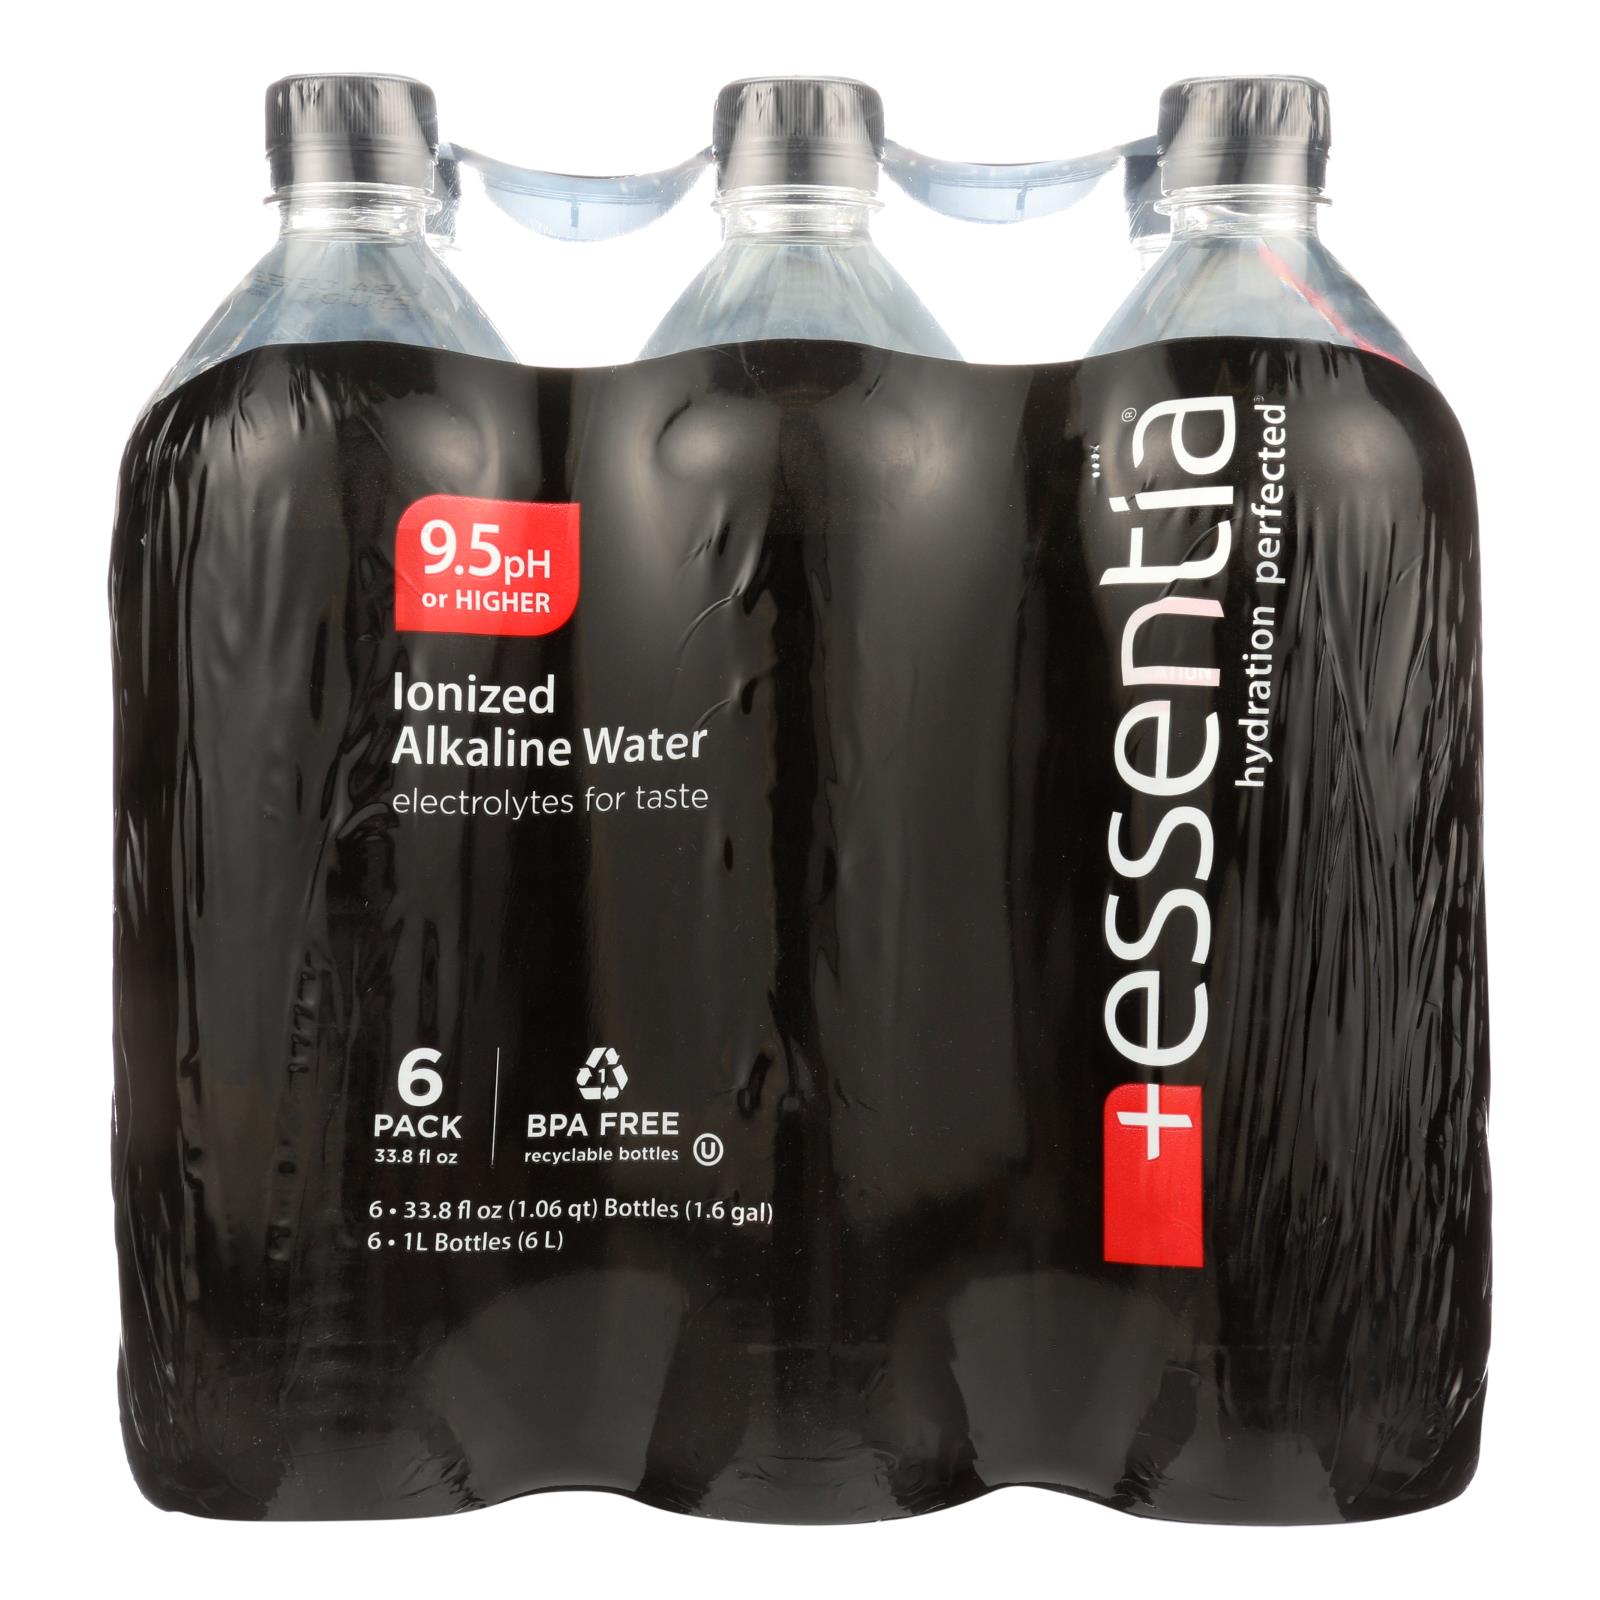 9.5pH
or HIGHER
Ionized
Alkaline Water
electrolytes for taste
6
PACK
33.8 fl oz
1
BPA FREE
recyclable bottles
U
6 • 33.8 fl oz (1.06 qt) Bottles (1.6 gal)
6 • 1L Bottles (6 L)
+essentia®
hydration perfected